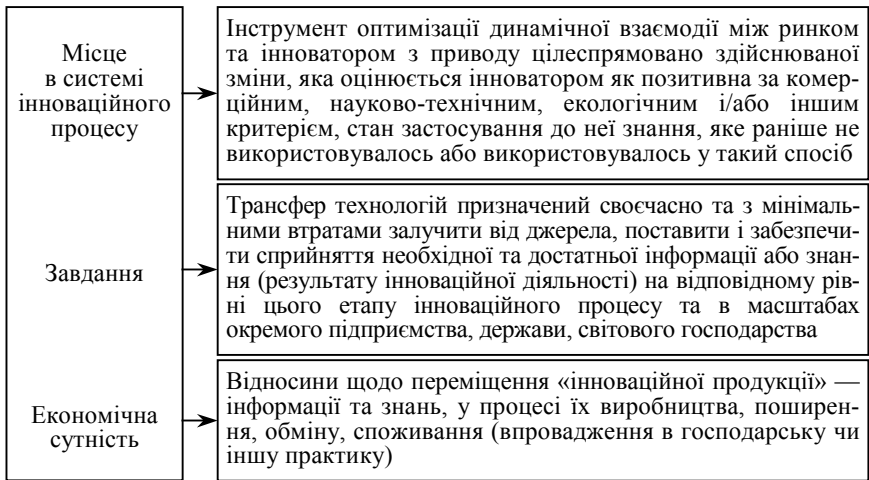 Місце
в системі
інноваційного
процесу
Інструмент оптимізації динамічної взаємодії між ринком
та інноватором з приводу цілеспрямовано здійснюваної
зміни, яка оцінюється інноватором як позитивна за комер-
ційним, науково-технічним, екологічним і/або іншим
критерієм, стан застосування до неї знання, яке раніше не
використовувалось або використовувалось у такий спосіб
Завдання
Трансфер технологій призначений своєчасно та з мінімаль-
ними втратами залучити від джерела, поставити і забезпечи-
ти сприйняття необхідної та достатньої інформації або знан-
ня (результату інноваційної діяльності) на відповідному рів-
ні цього етапу інноваційного процесу та в масштабах
окремого підприємства, держави, світового господарства
Економічна
сутність
Відносини щодо переміщення «інноваційної продукції» —
інформації та знань, у процесі їх виробництва, поширен-
ня, обміну, споживання (впровадження в господарську чи
іншу практику)